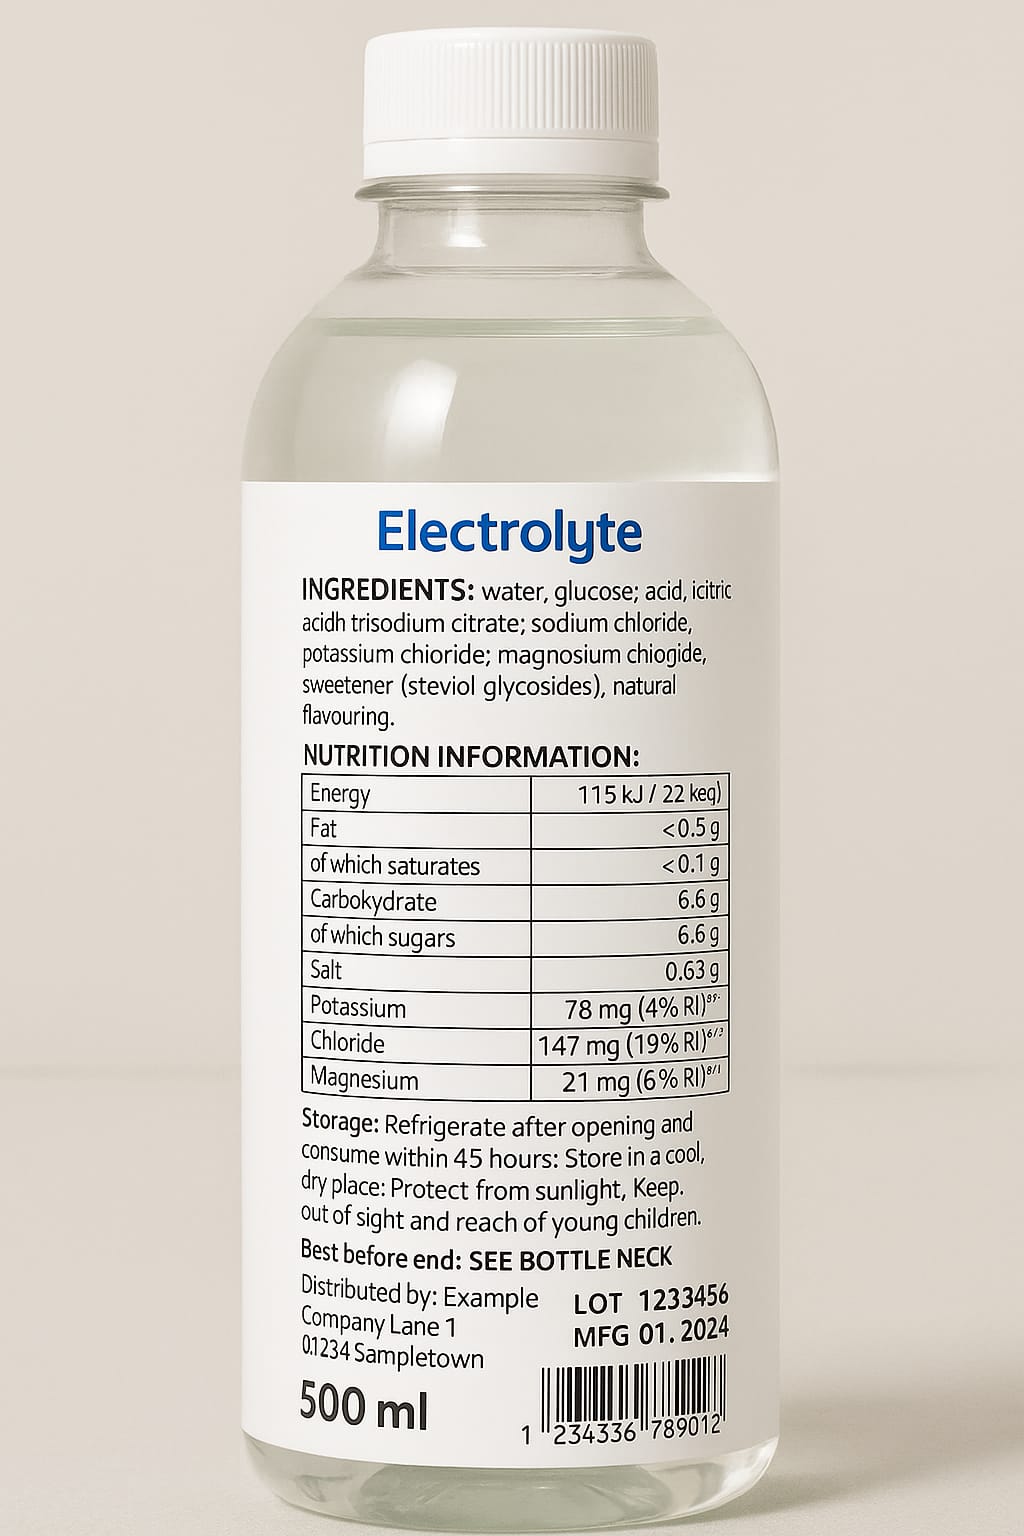 Electrolyte
INGREDIENTS: water, glucose; acid, icitric
acidh trisodium citrate; sodium chloride,
potassium chioride; magnosium chiogide,
sweetener (steviol glycosides), natural
flavouring.
NUTRITION INFORMATION:
Energy 115 kJ / 22 keq)
Fat <0.5 g
of which saturates <0.1 g
Carbokydrate 6.6 g
of which sugars 6.6 g
Salt 0.63 g
Potassium 78 mg (4% RI)
Chloride 147 mg (19% RI)
Magnesium 21 mg (6% RI)
Storage: Refrigerate after opening and
consume within 45 hours: Store in a cool,
dry place: Protect from sunlight, Keep.
out of sight and reach of young children.
Best before end: SEE BOTTLE NECK
Distributed by: Example
Company Lane 1
0.1234 Sampletown
LOT 1233456
MFG 01. 2024
500 ml
1 234336 789012